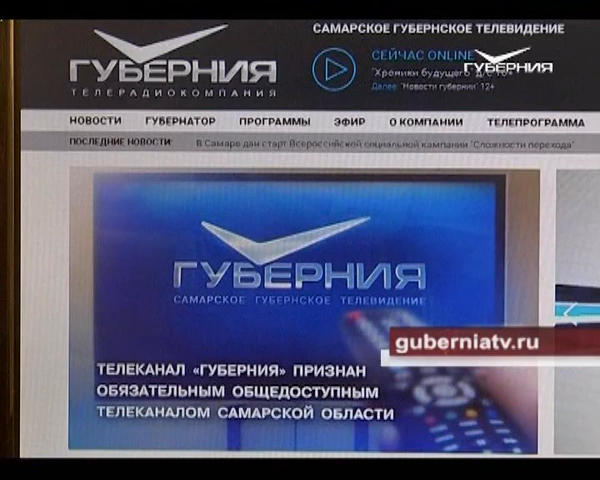 САМАРСКОЕ ГУБЕРНСКОЕ ТЕЛЕВИДЕНИЕ
ГУБЕРНИЯ
ТЕЛЕРАДИОКОМПАНИЯ
СЕЙЧАС ONLINE
"Хроники будущего" Д/С 16+
Далее: "Новости губернии" 12+
ГУБЕРНИЯ
НОВОСТИ ГУБЕРНАТОР ПРОГРАММЫ ЭФИР О КОМПАНИИ ТЕЛЕПРОГРАММА
ПОСЛЕДНИЕ НОВОСТИ: В Самаре дан старт Всероссийской социальной кампании "Сложности перехода"
ГУБЕРНИЯ
САМАРСКОЕ ГУБЕРНСКОЕ ТЕЛЕВИДЕНИЕ
guberniatv.ru
ТЕЛЕКАНАЛ «ГУБЕРНИЯ» ПРИЗНАН
ОБЯЗАТЕЛЬНЫМ ОБЩЕДОСТУПНЫМ
ТЕЛЕКАНАЛОМ САМАРСКОЙ ОБЛАСТИ